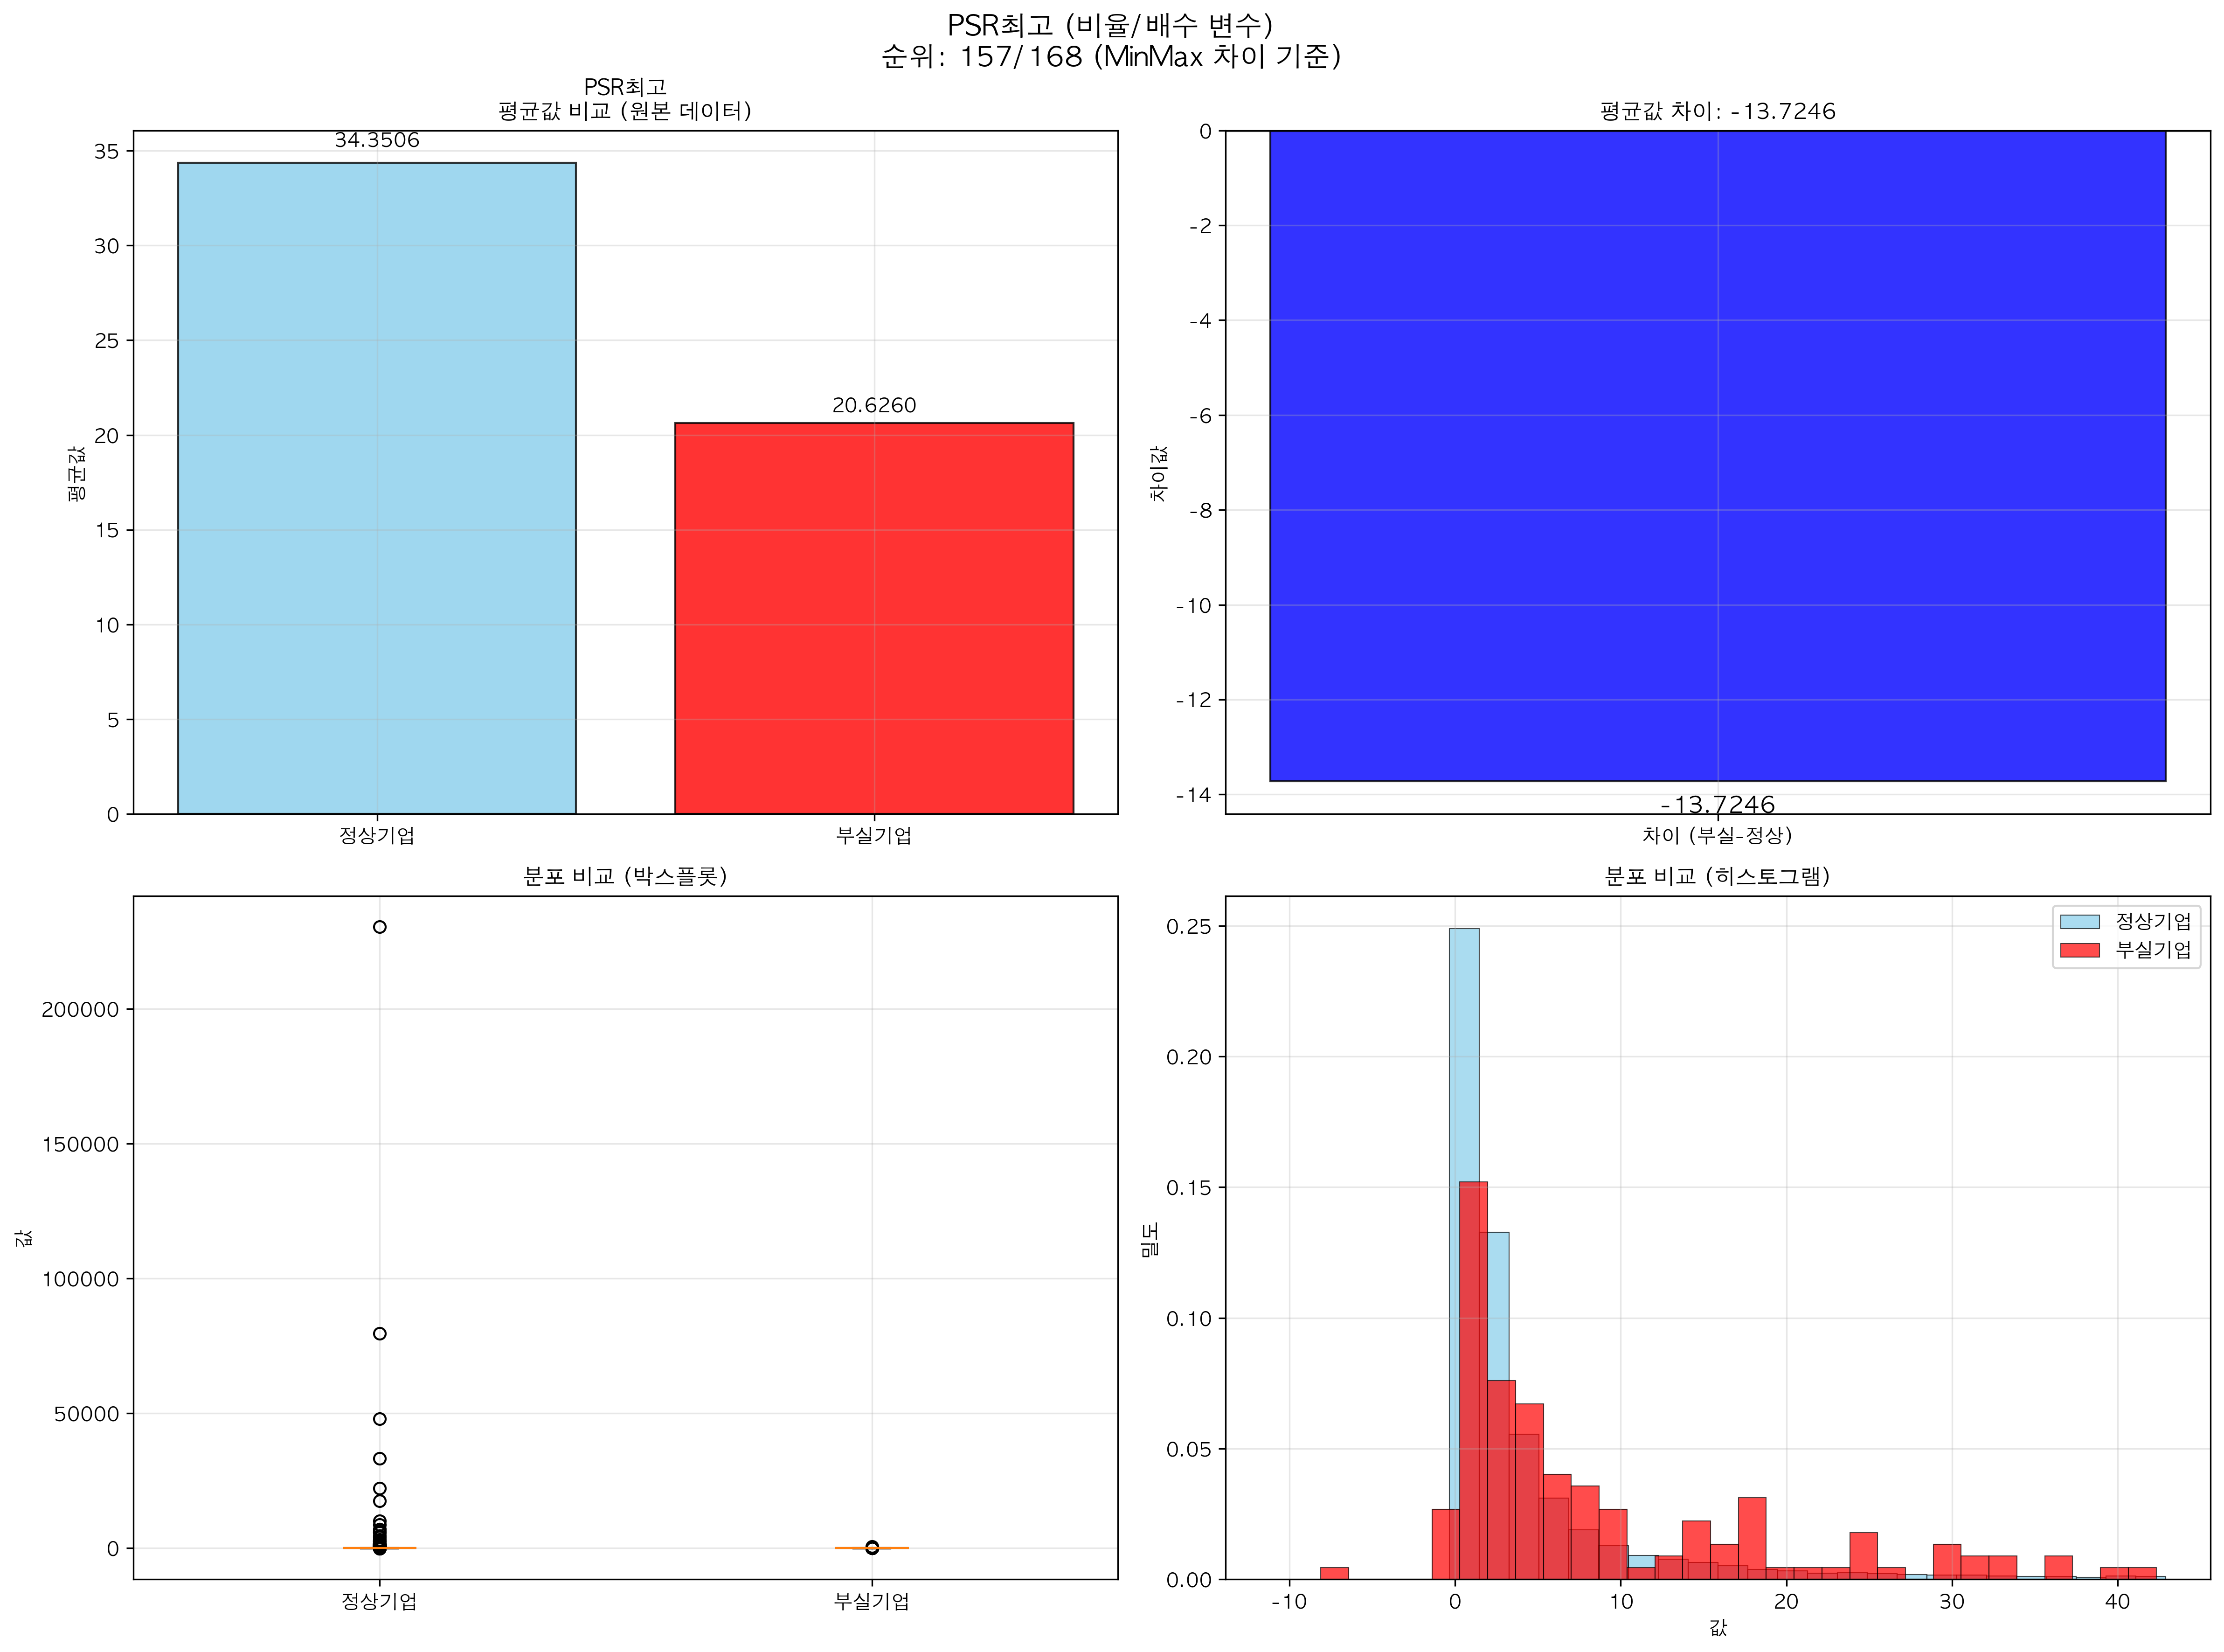 PSR최고 (비율/배수 변수)
순위: 157/168 (MinMax 차이 기준)
PSR최고
평균값 비교 (원본 데이터)
34.3506
20.6260
35
30
25
20
15
10
5
0
평균값
정상기업
부실기업
평균값 차이: -13.7246
0
-2
-4
-6
-8
-10
-12
-14
차이값
-13.7246
차이 (부실-정상)
분포 비교 (박스플롯)
200000
150000
100000
50000
0
값
정상기업
부실기업
분포 비교 (히스토그램)
정상기업
부실기업
0.25
0.20
0.15
0.10
0.05
0.00
밀도
-10
0
10
20
30
40
값